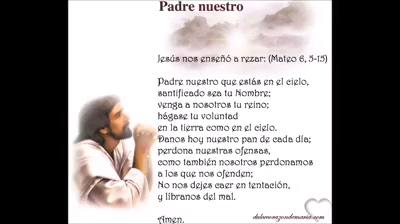 Padre nuestro
Jesús nos enseñó a rezar: (Mateo 6, 5-15)
Padre nuestro que estás en el cielo,
santificado sea tu Nombre;
venga a nosotros tu reino;
hágase tu voluntad
en la tierra como en el cielo.
Danos hoy nuestro pan de cada día;
perdona nuestras ofensas,
como también nosotros perdonamos
a los que nos ofenden;
No nos dejes caer en tentación,
y líbranos del mal.
Amen.
dulcecorazondemaria.com